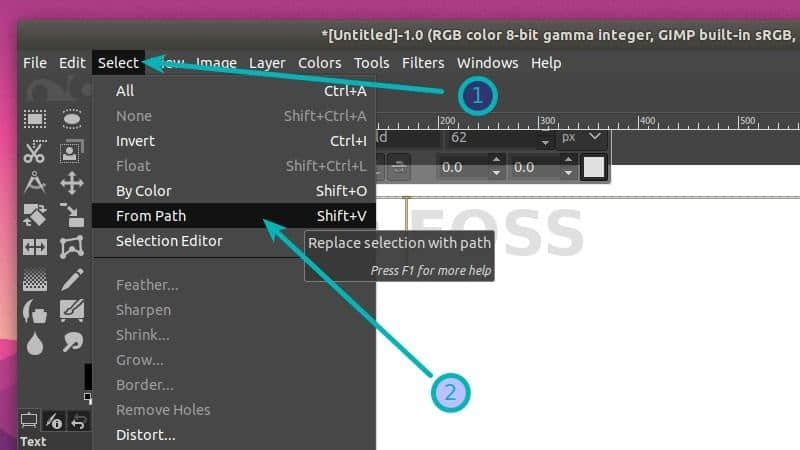 *[Untitled]-1.0 (RGB color 8-bit gamma integer, GIMP built-in sRGB,
File Edit Select View Image Layer Colors Tools Filters Windows Help
1
All Ctrl+A
None Shift+Ctrl+A
Invert Ctrl+I
Float Shift+Ctrl+L
By Color Shift+O
From Path Shift+V
Selection Editor
200 300 400 500
ld 62 px
0.0 0.0
FOSS
Replace selection with path
Press F1 for more help
Feather...
Sharpen
Shrink...
Grow...
Border...
Remove Holes
Distort...
2
Text